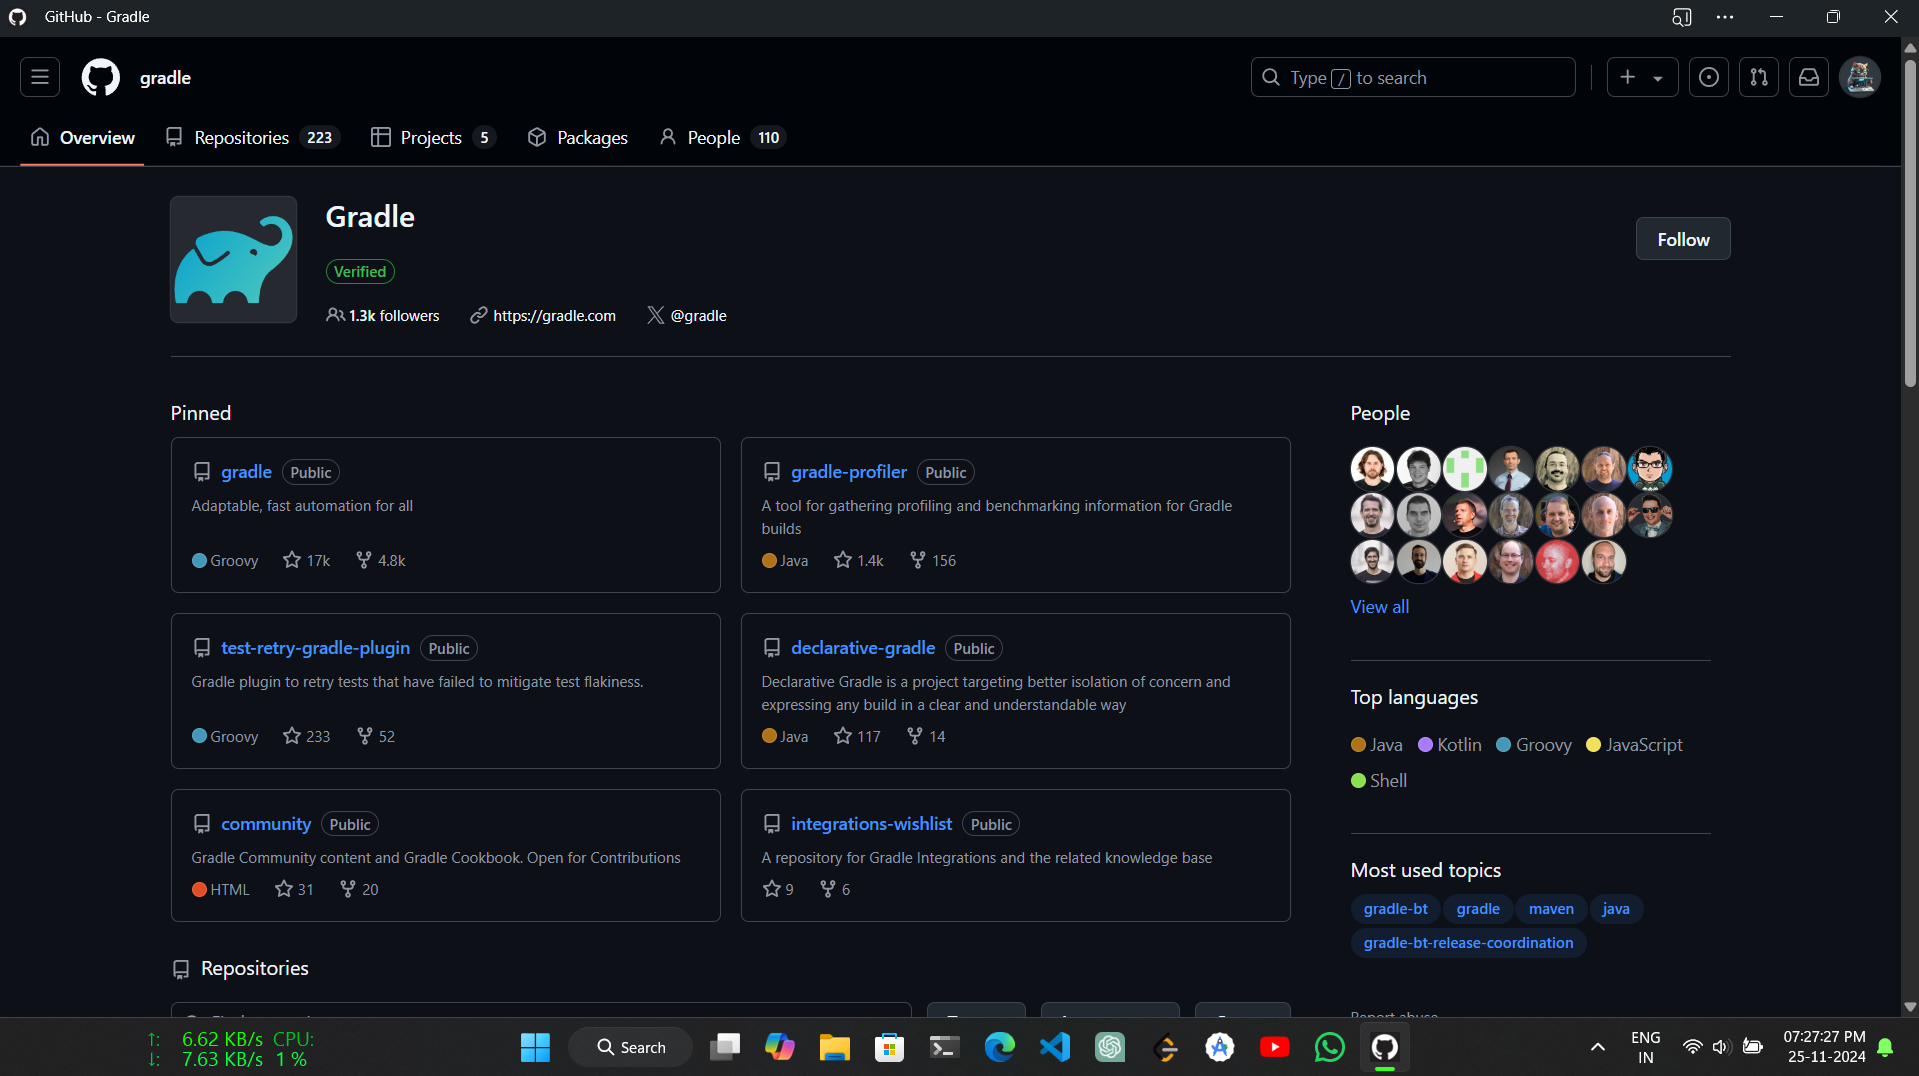 GitHub - Gradle
gradle
Type / to search
Overview
Repositories 223
Projects 5
Packages
People 110
Gradle
Follow
Verified
1.3k followers
https://gradle.com
@gradle
Pinned
gradle Public
Adaptable, fast automation for all
Groovy 17k 4.8k
gradle-profiler Public
A tool for gathering profiling and benchmarking information for Gradle
builds
Java 1.4k 156
test-retry-gradle-plugin Public
Gradle plugin to retry tests that have failed to mitigate test flakiness.
Groovy 233 52
declarative-gradle Public
Declarative Gradle is a project targeting better isolation of concern and
expressing any build in a clear and understandable way
Java 117 14
community Public
Gradle Community content and Gradle Cookbook. Open for Contributions
HTML 31 20
integrations-wishlist Public
A repository for Gradle Integrations and the related knowledge base
9 6
Repositories
People
View all
Top languages
Java Kotlin Groovy JavaScript
Shell
Most used topics
gradle-bt gradle maven java
gradle-bt-release-coordination
Report abuse
↑: 6.62 KB/s CPU:
↓: 7.63 KB/s 1 %
Search
ENG
IN
07:27:27 PM
25-11-2024